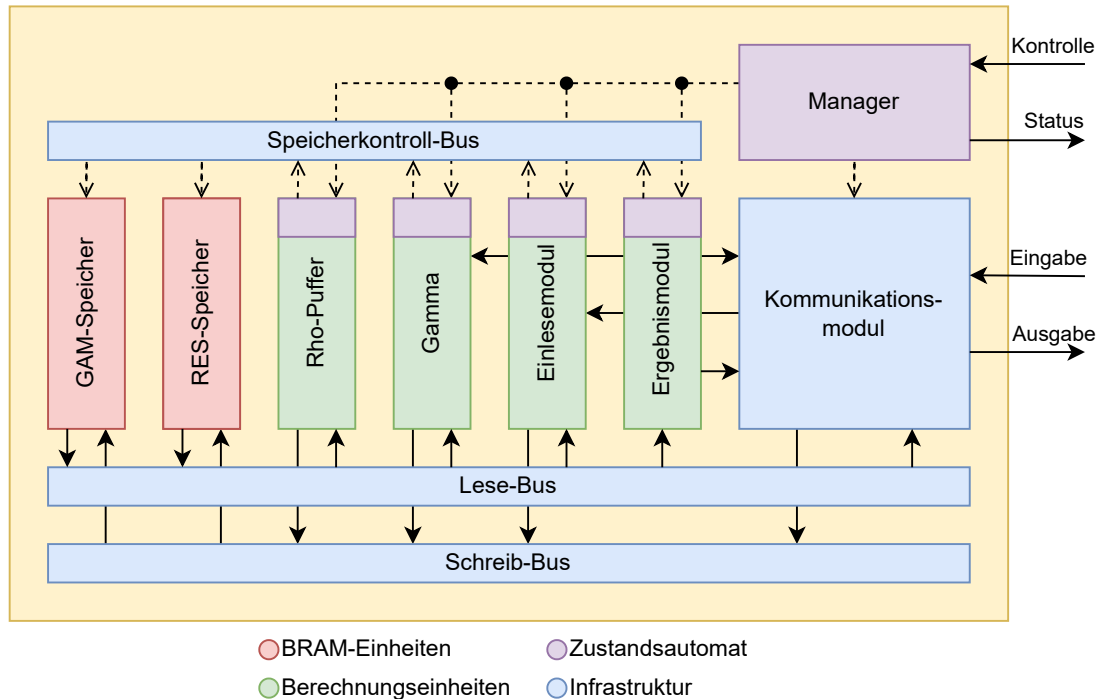 Kontrolle
Manager
Status
Speicherkontroll-Bus
GAM-Speicher
RES-Speicher
Rho-Puffer
Gamma
Einlesemodul
Ergebnismodul
Kommunikations-
modul
Eingabe
Ausgabe
Lese-Bus
Schreib-Bus
BRAM-Einheiten
Zustandsautomat
Berechnungseinheiten
Infrastruktur